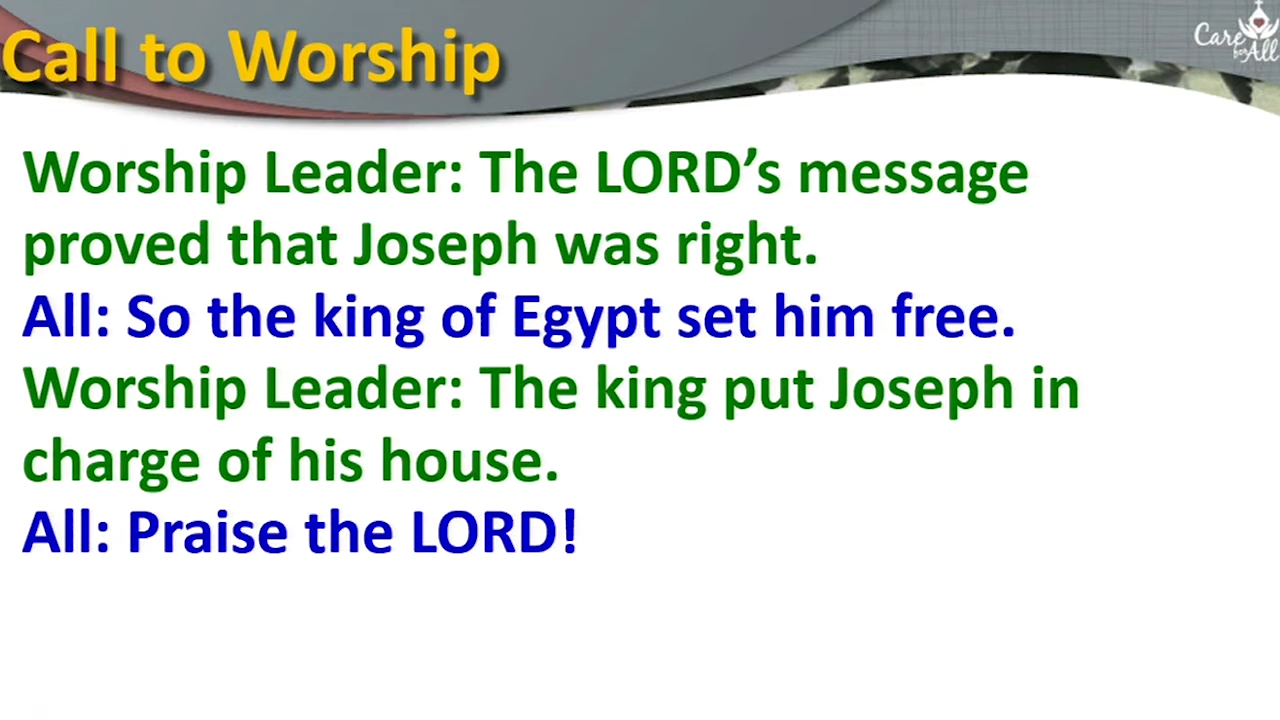 Call to Worship
Care
for
All
Worship Leader: The LORD’s message
proved that Joseph was right.
All: So the king of Egypt set him free.
Worship Leader: The king put Joseph in
charge of his house.
All: Praise the LORD!